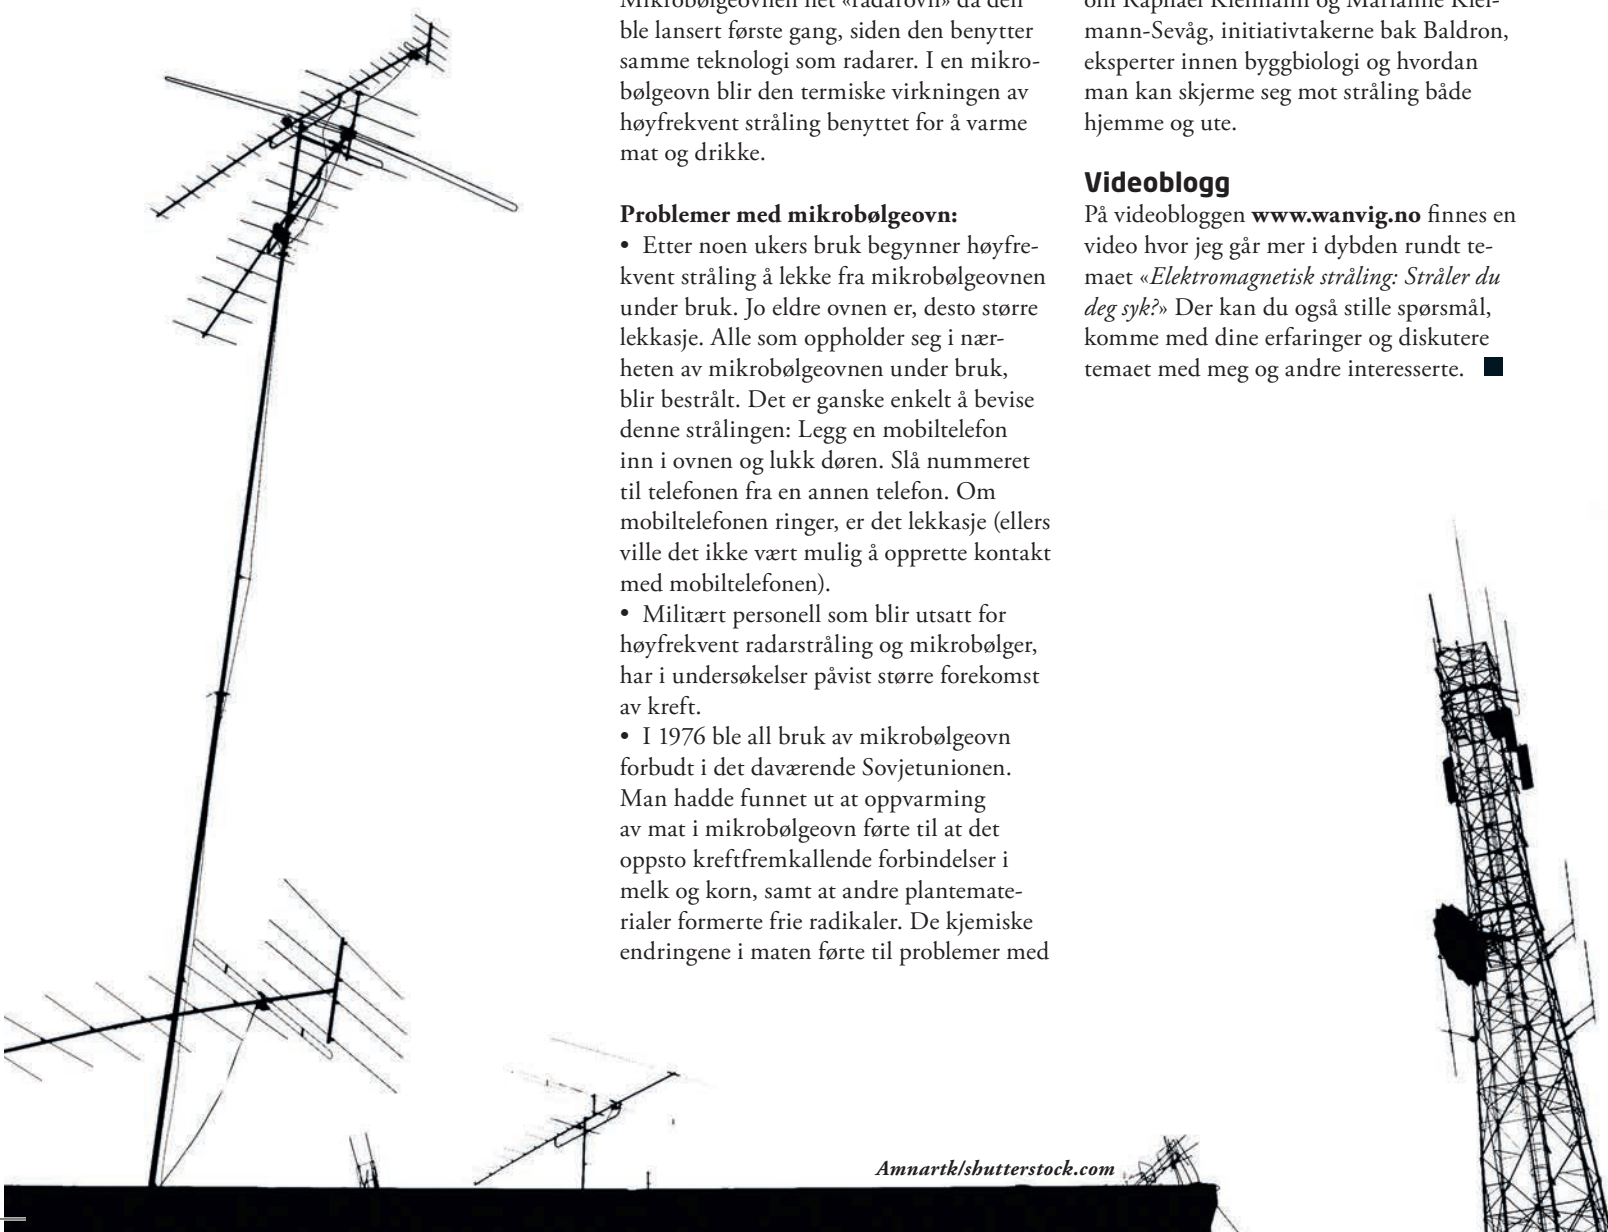 Mikrobølgeovnen het «radarovn» da den
ble lansert første gang, siden den benytter
samme teknologi som radarer. I en mikro-
bølgeovn blir den termiske virkningen av
høyfrekvent stråling benyttet for å varme
mat og drikke.
Problemer med mikrobølgeovn:
• Etter noen ukers bruk begynner høyfre-
kvent stråling å lekke fra mikrobølgeovnen
under bruk. Jo eldre ovnen er, desto større
lekkasje. Alle som oppholder seg i nær-
heten av mikrobølgeovnen under bruk,
blir bestrålt. Det er ganske enkelt å bevise
denne strålingen: Legg en mobiltelefon
inn i ovnen og lukk døren. Slå nummeret
til telefonen fra en annen telefon. Om
mobiltelefonen ringer, er det lekkasje (ellers
ville det ikke vært mulig å opprette kontakt
med mobiltelefonen).
• Militært personell som blir utsatt for
høyfrekvent radarstråling og mikrobølger,
har i undersøkelser påvist større forekomst
av kreft.
• I 1976 ble all bruk av mikrobølgeovn
forbudt i det daværende Sovjetunionen.
Man hadde funnet ut at oppvarming
av mat i mikrobølgeovn førte til at det
oppsto kreftfremkallende forbindelser i
melk og korn, samt at andre plantemate-
rialer formerte frie radikaler. De kjemiske
endringene i maten førte til problemer med
om Raphael Kleimann og Marianne Klei-
mann-Sevåg, initiativtakerne bak Baldron,
eksperter innen byggbiologi og hvordan
man kan skjerme seg mot stråling både
hjemme og ute.
Videoblogg
På videobloggen www.wanvig.no finnes en
video hvor jeg går mer i dybden rundt te-
maet «Elektromagnetisk stråling: Stråler du
deg syk?» Der kan du også stille spørsmål,
komme med dine erfaringer og diskutere
temaet med meg og andre interesserte.
Amnartk/shutterstock.com